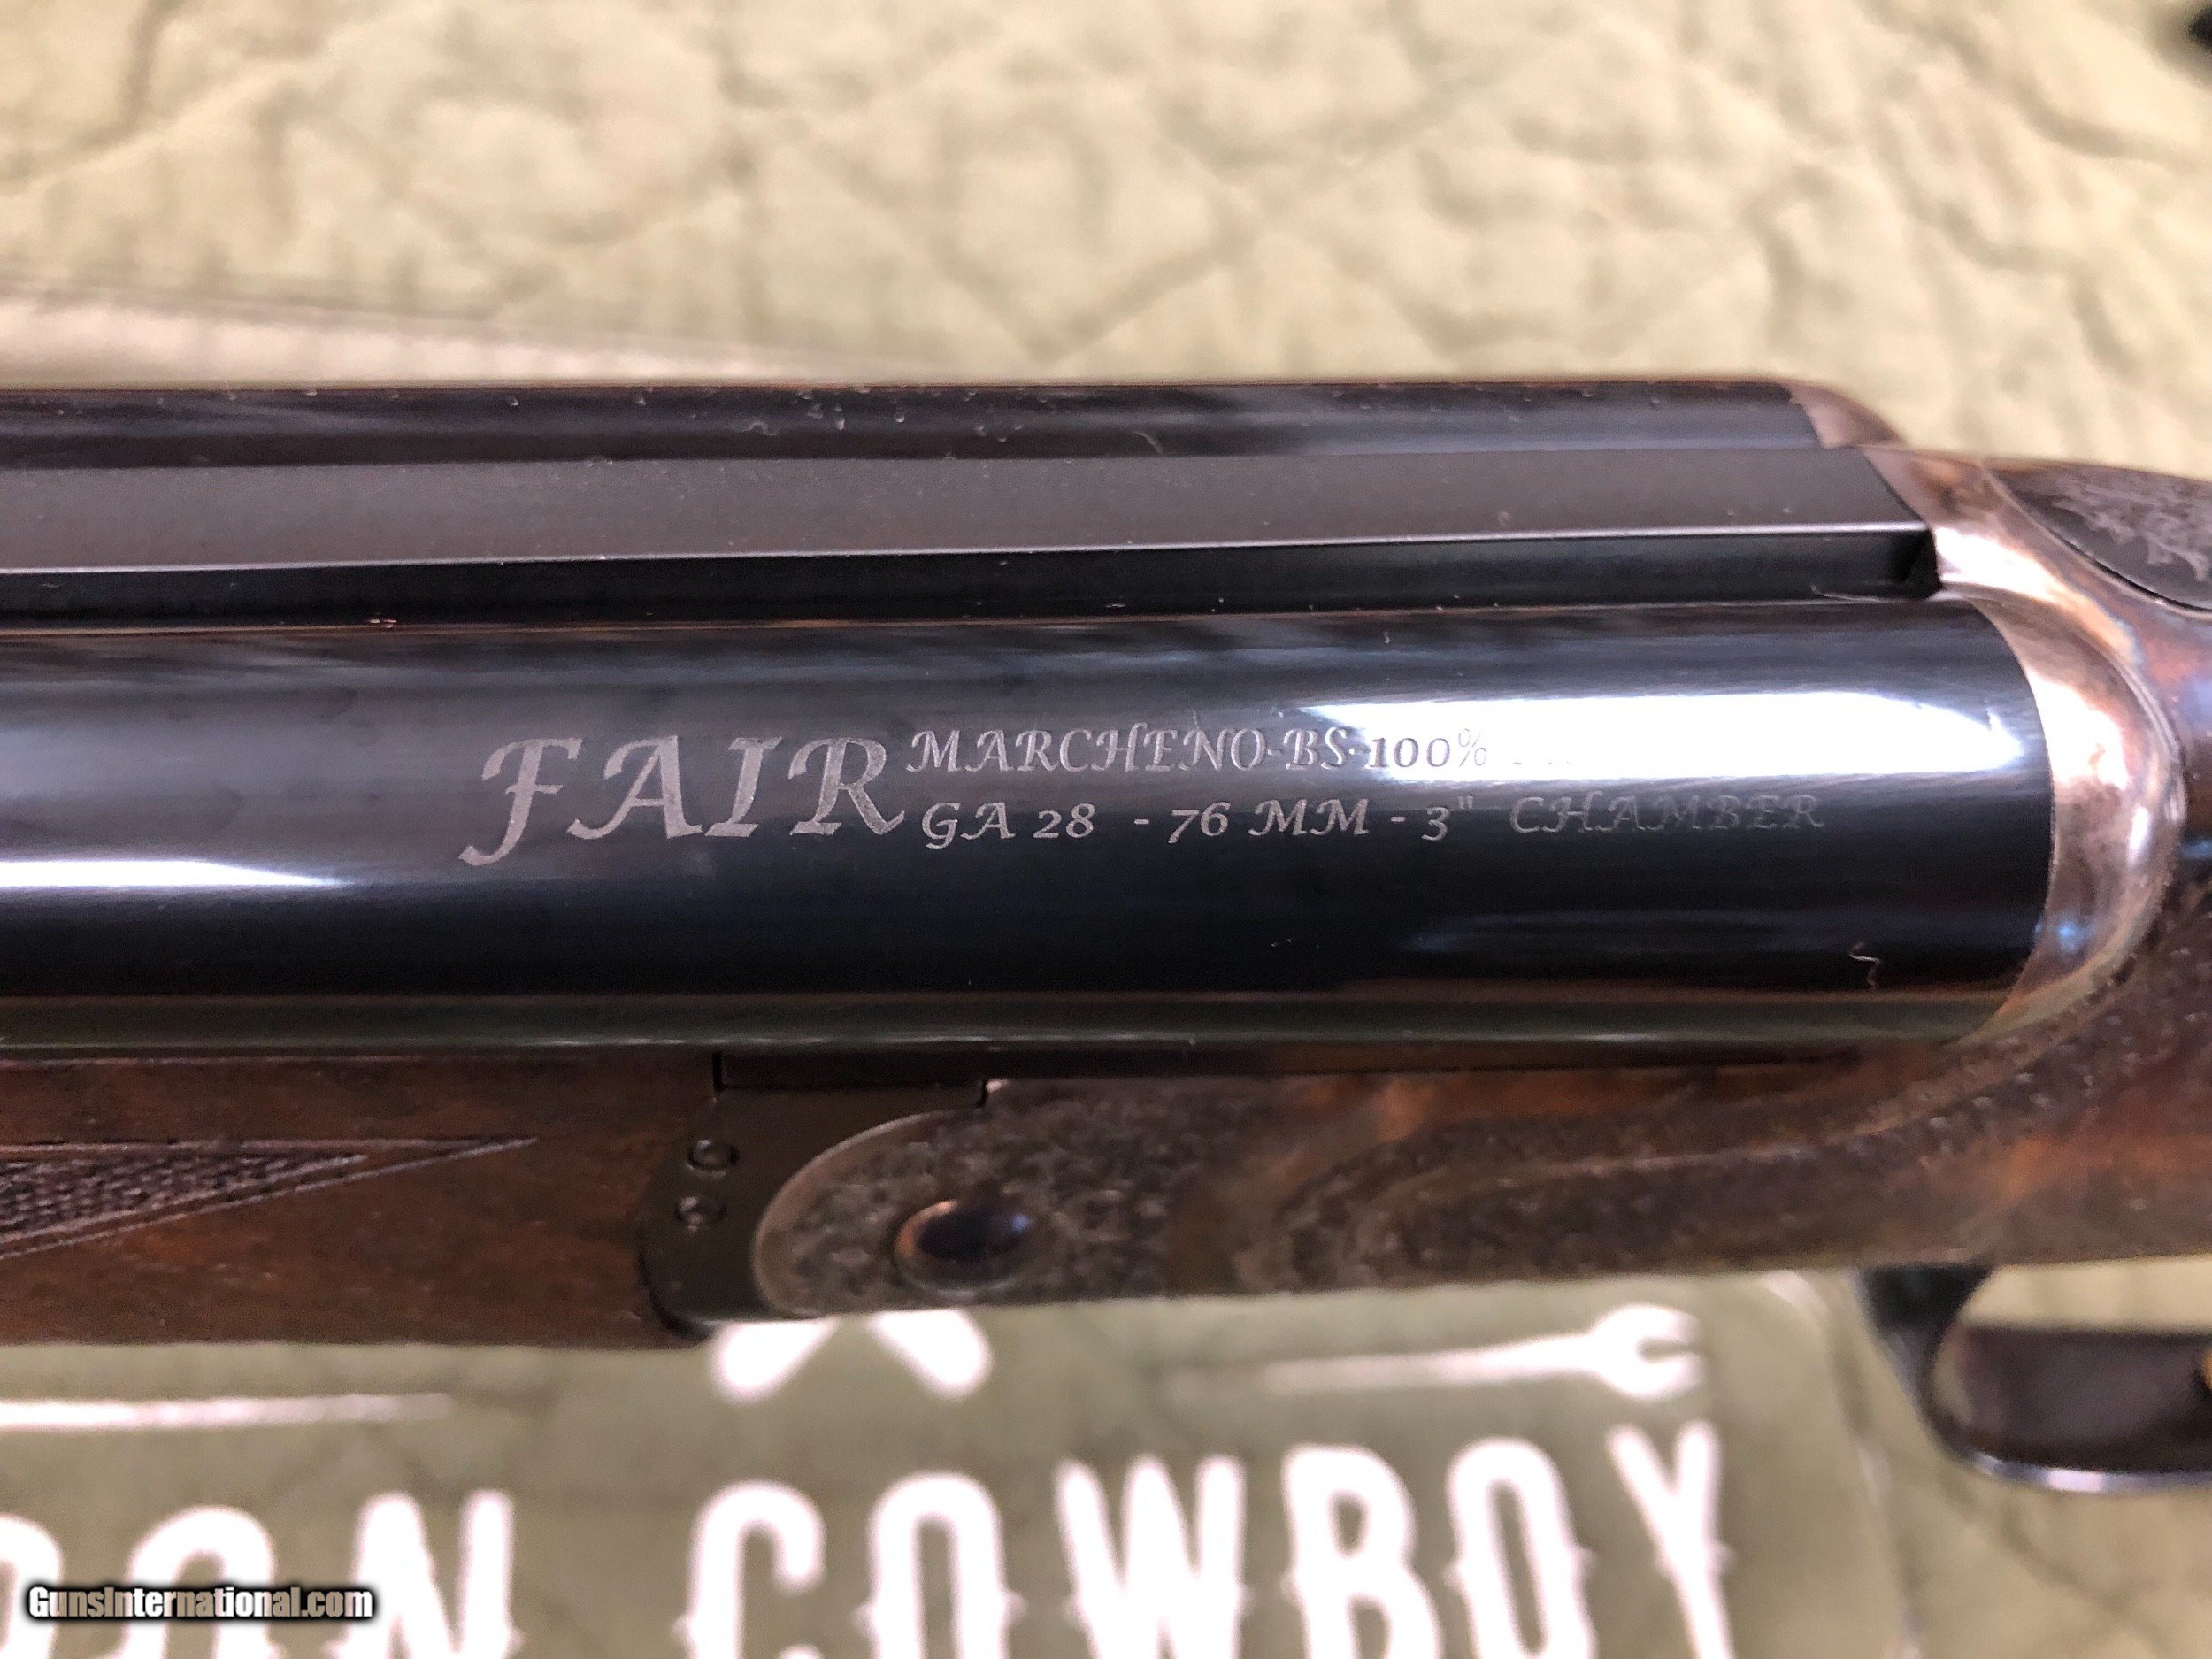 FAIR MARCHENO-BS-100%
GA 28 - 76 MM - 3" CHAMBER
COWBOY
GunsInternational.com